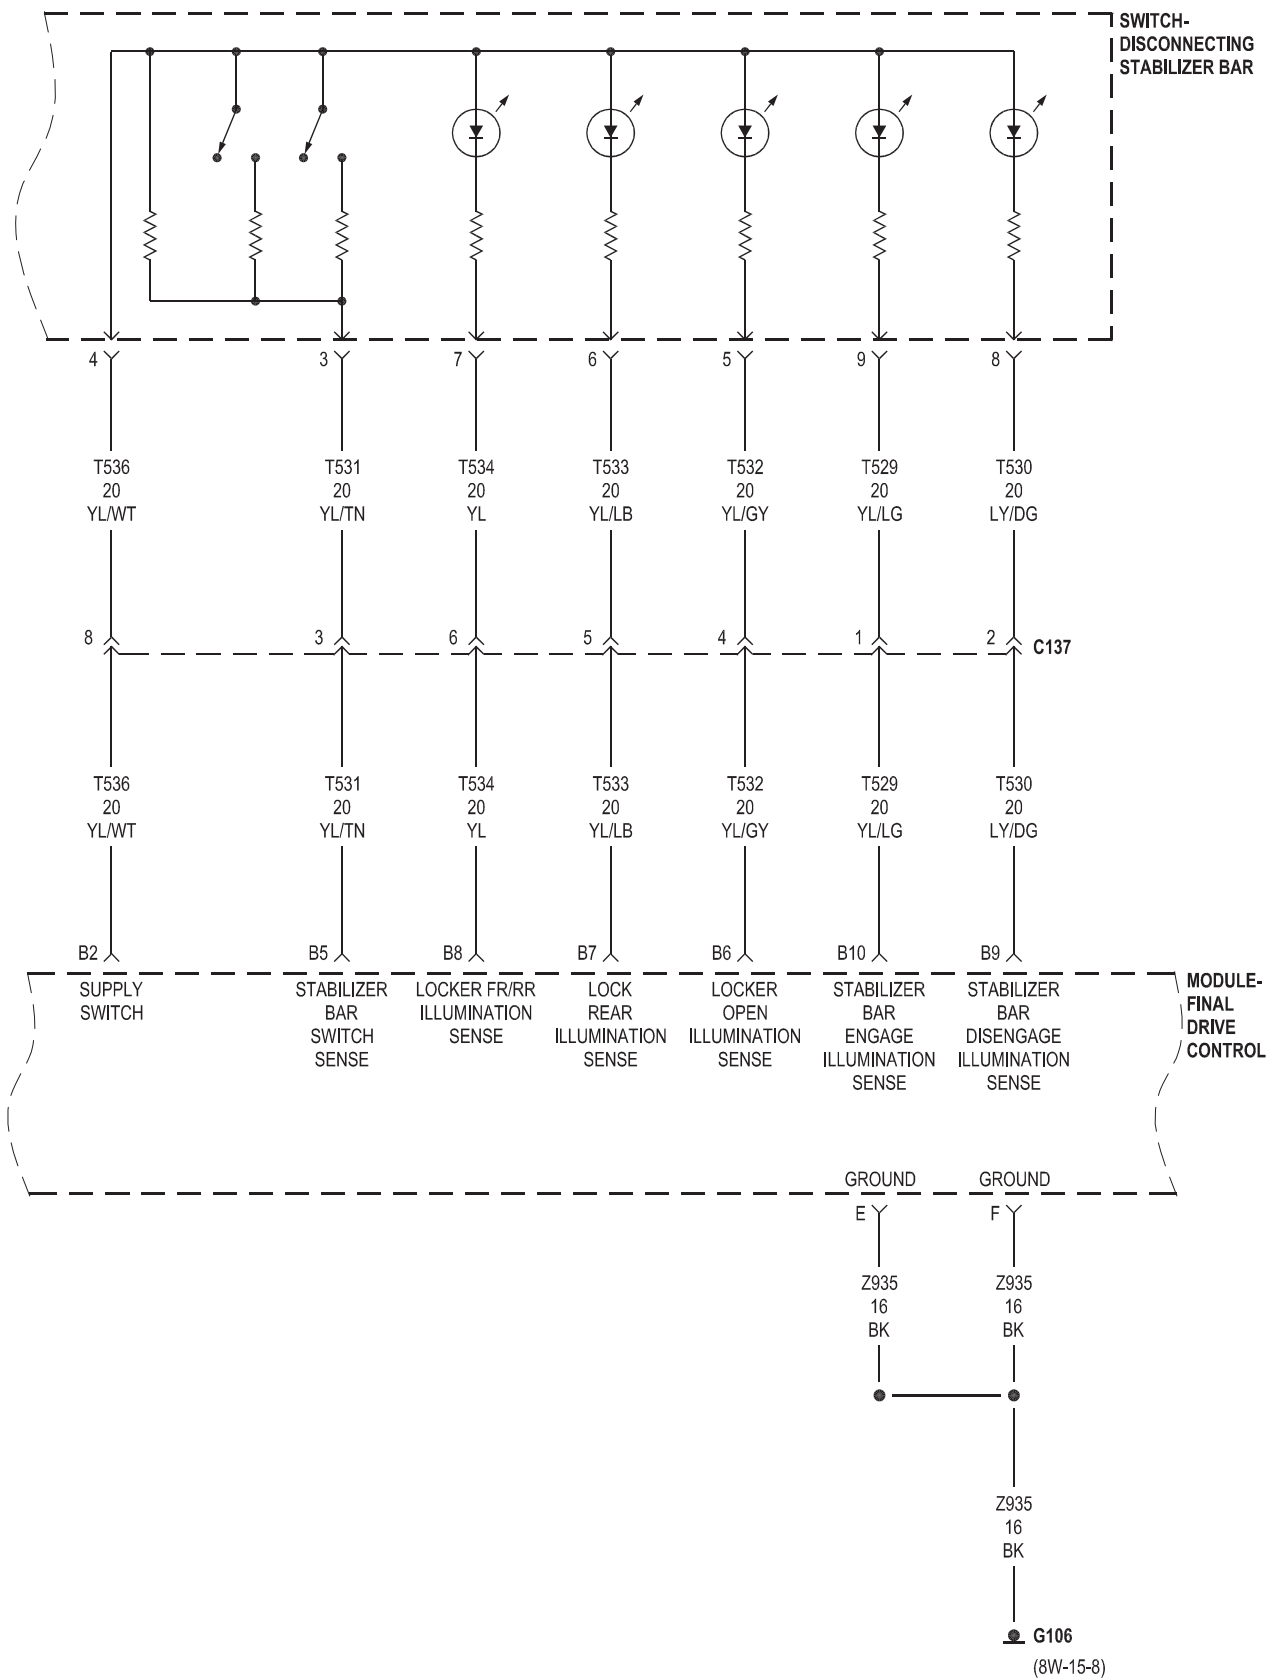 SWITCH-
DISCONNECTING
STABILIZER BAR
4 3 7 6 5 9 8
T536 T531 T534 T533 T532 T529 T530
20 20 20 20 20 20 20
YL/WT YL/TN YL YL/LB YL/GY YL/LG LY/DG
8 3 6 5 4 1 2 C137
T536 T531 T534 T533 T532 T529 T530
20 20 20 20 20 20 20
YL/WT YL/TN YL YL/LB YL/GY YL/LG LY/DG
B2 B5 B8 B7 B6 B10 B9
SUPPLY
SWITCH
STABILIZER
BAR
SWITCH
SENSE
LOCKER FR/RR
ILLUMINATION
SENSE
LOCK
REAR
ILLUMINATION
SENSE
LOCKER
OPEN
ILLUMINATION
SENSE
STABILIZER
BAR
ENGAGE
ILLUMINATION
SENSE
STABILIZER
BAR
DISENGAGE
ILLUMINATION
SENSE
MODULE-
FINAL
DRIVE
CONTROL
GROUND GROUND
E F
Z935 Z935
16 16
BK BK
Z935
16
BK
G106
(8W-15-8)